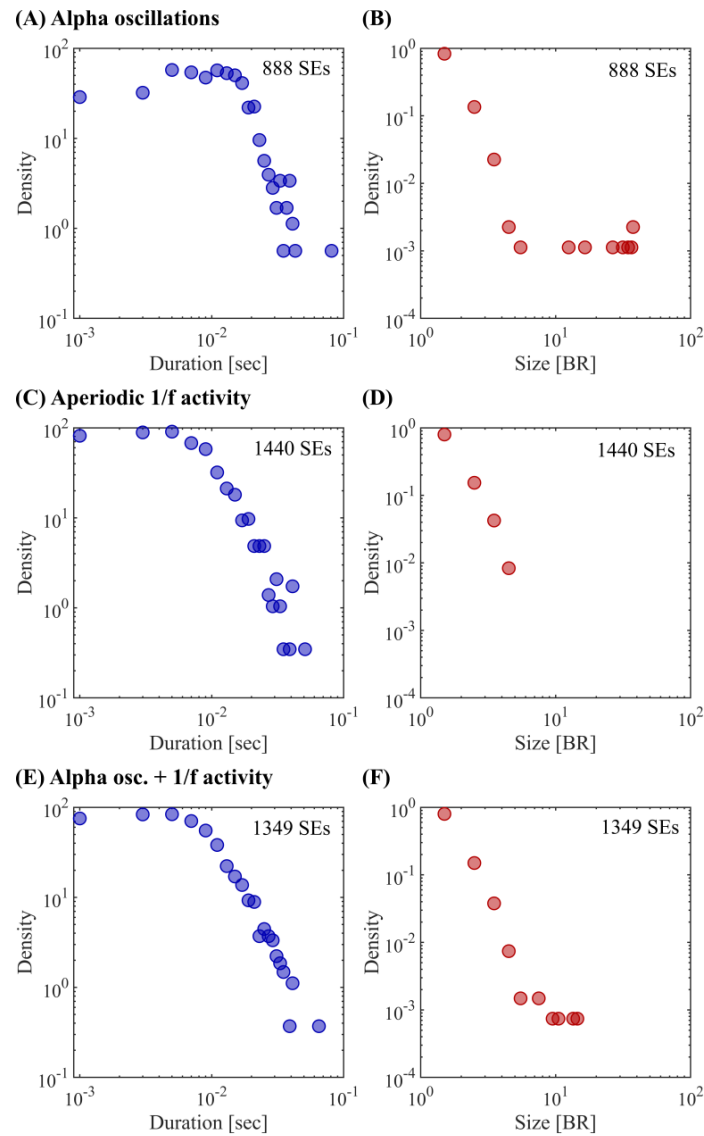 (A) Alpha oscillations
(B)
888 SEs
888 SEs
10^2
10^1
10^0
10^-1
Density
10^-3
10^-2
10^-1
Duration [sec]
10^0
10^-1
10^-2
10^-3
10^-4
Density
10^0
10^1
10^2
Size [BR]
(C) Aperiodic 1/f activity
(D)
1440 SEs
1440 SEs
10^2
10^1
10^0
10^-1
Density
10^-3
10^-2
10^-1
Duration [sec]
10^0
10^-1
10^-2
10^-3
10^-4
Density
10^0
10^1
10^2
Size [BR]
(E) Alpha osc. + 1/f activity
(F)
1349 SEs
1349 SEs
10^2
10^1
10^0
10^-1
Density
10^-3
10^-2
10^-1
Duration [sec]
10^0
10^-1
10^-2
10^-3
10^-4
Density
10^0
10^1
10^2
Size [BR]